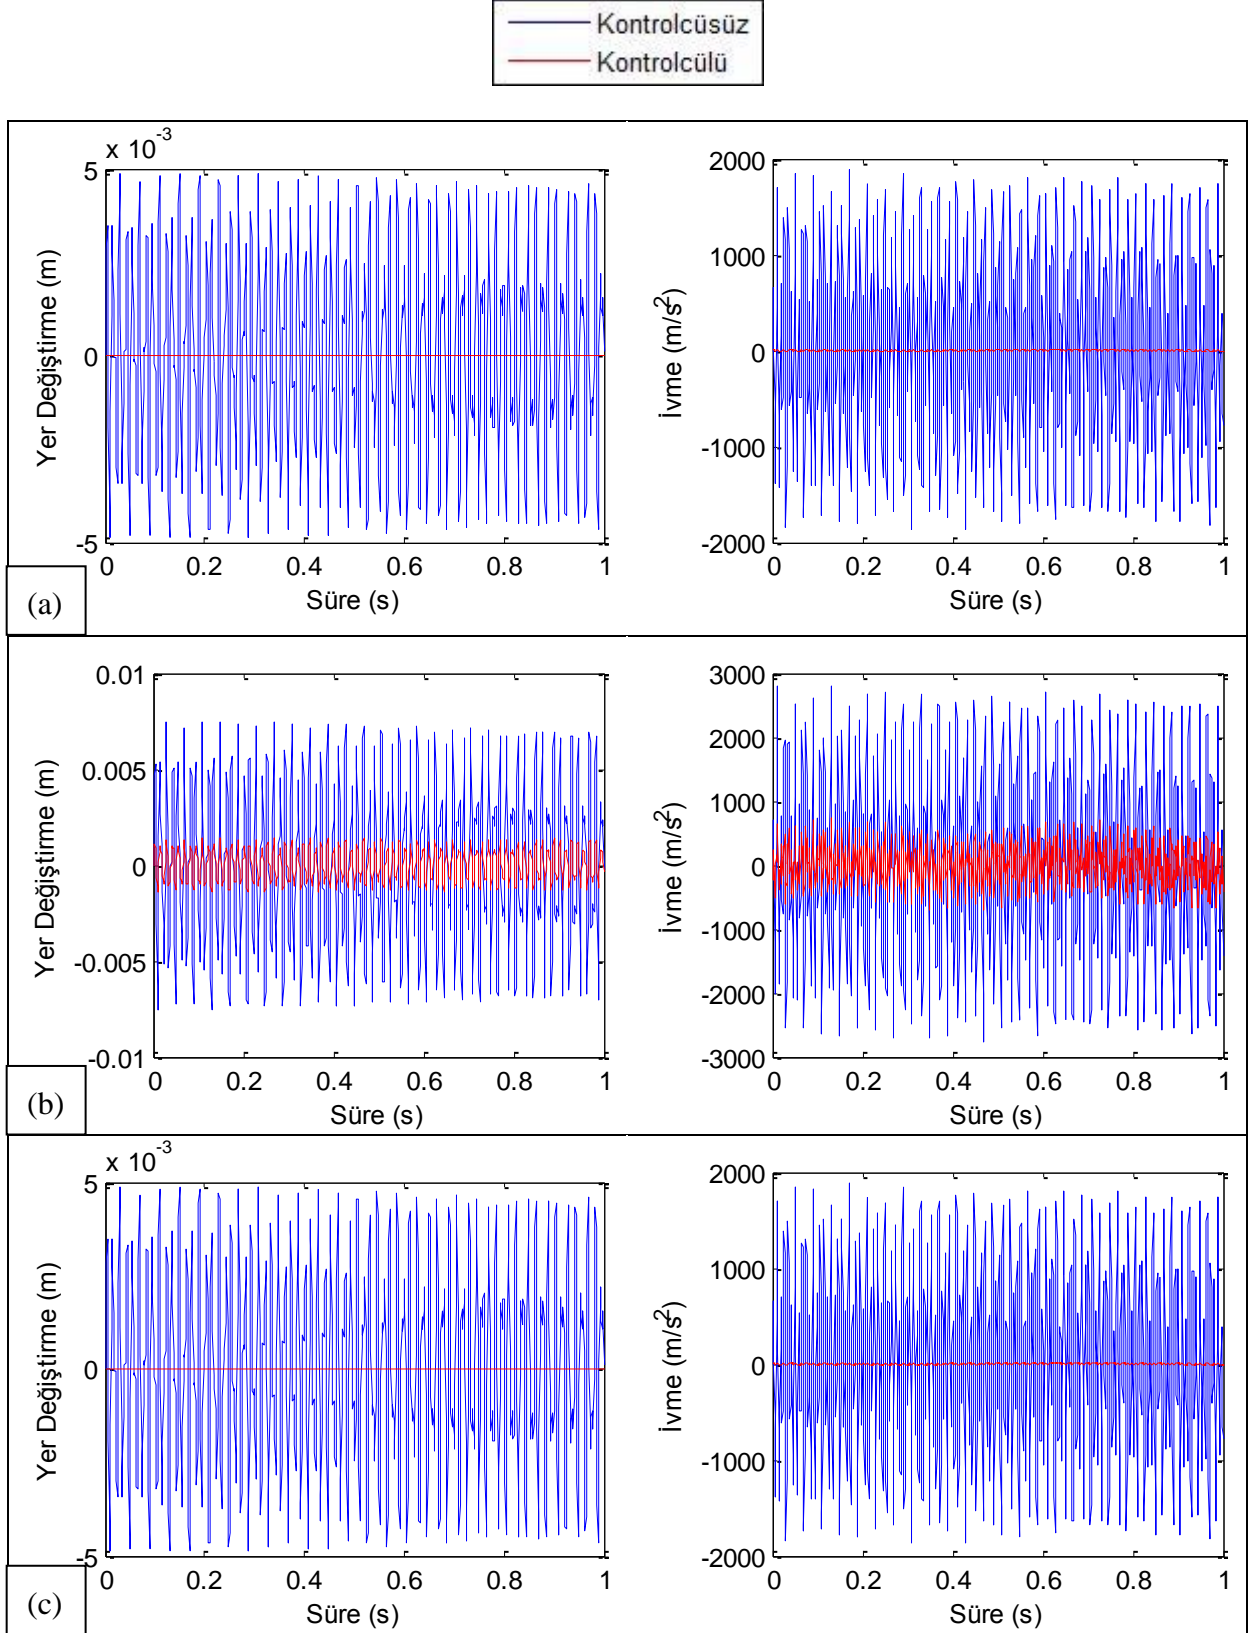 Kontrolcüsüz
Kontrolcülü
x 10-3
5
0
-5
0 0.2 0.4 0.6 0.8 1
Yer Değiştirme (m)
Süre (s)
2000
1000
0
-1000
-2000
0 0.2 0.4 0.6 0.8 1
İvme (m/s2)
Süre (s)
(a)
0.01
0.005
0
-0.005
-0.01
0 0.2 0.4 0.6 0.8 1
Yer Değiştirme (m)
Süre (s)
3000
2000
1000
0
-1000
-2000
-3000
0 0.2 0.4 0.6 0.8 1
İvme (m/s2)
Süre (s)
(b)
x 10-3
5
0
-5
0 0.2 0.4 0.6 0.8 1
Yer Değiştirme (m)
Süre (s)
2000
1000
0
-1000
-2000
0 0.2 0.4 0.6 0.8 1
İvme (m/s2)
Süre (s)
(c)